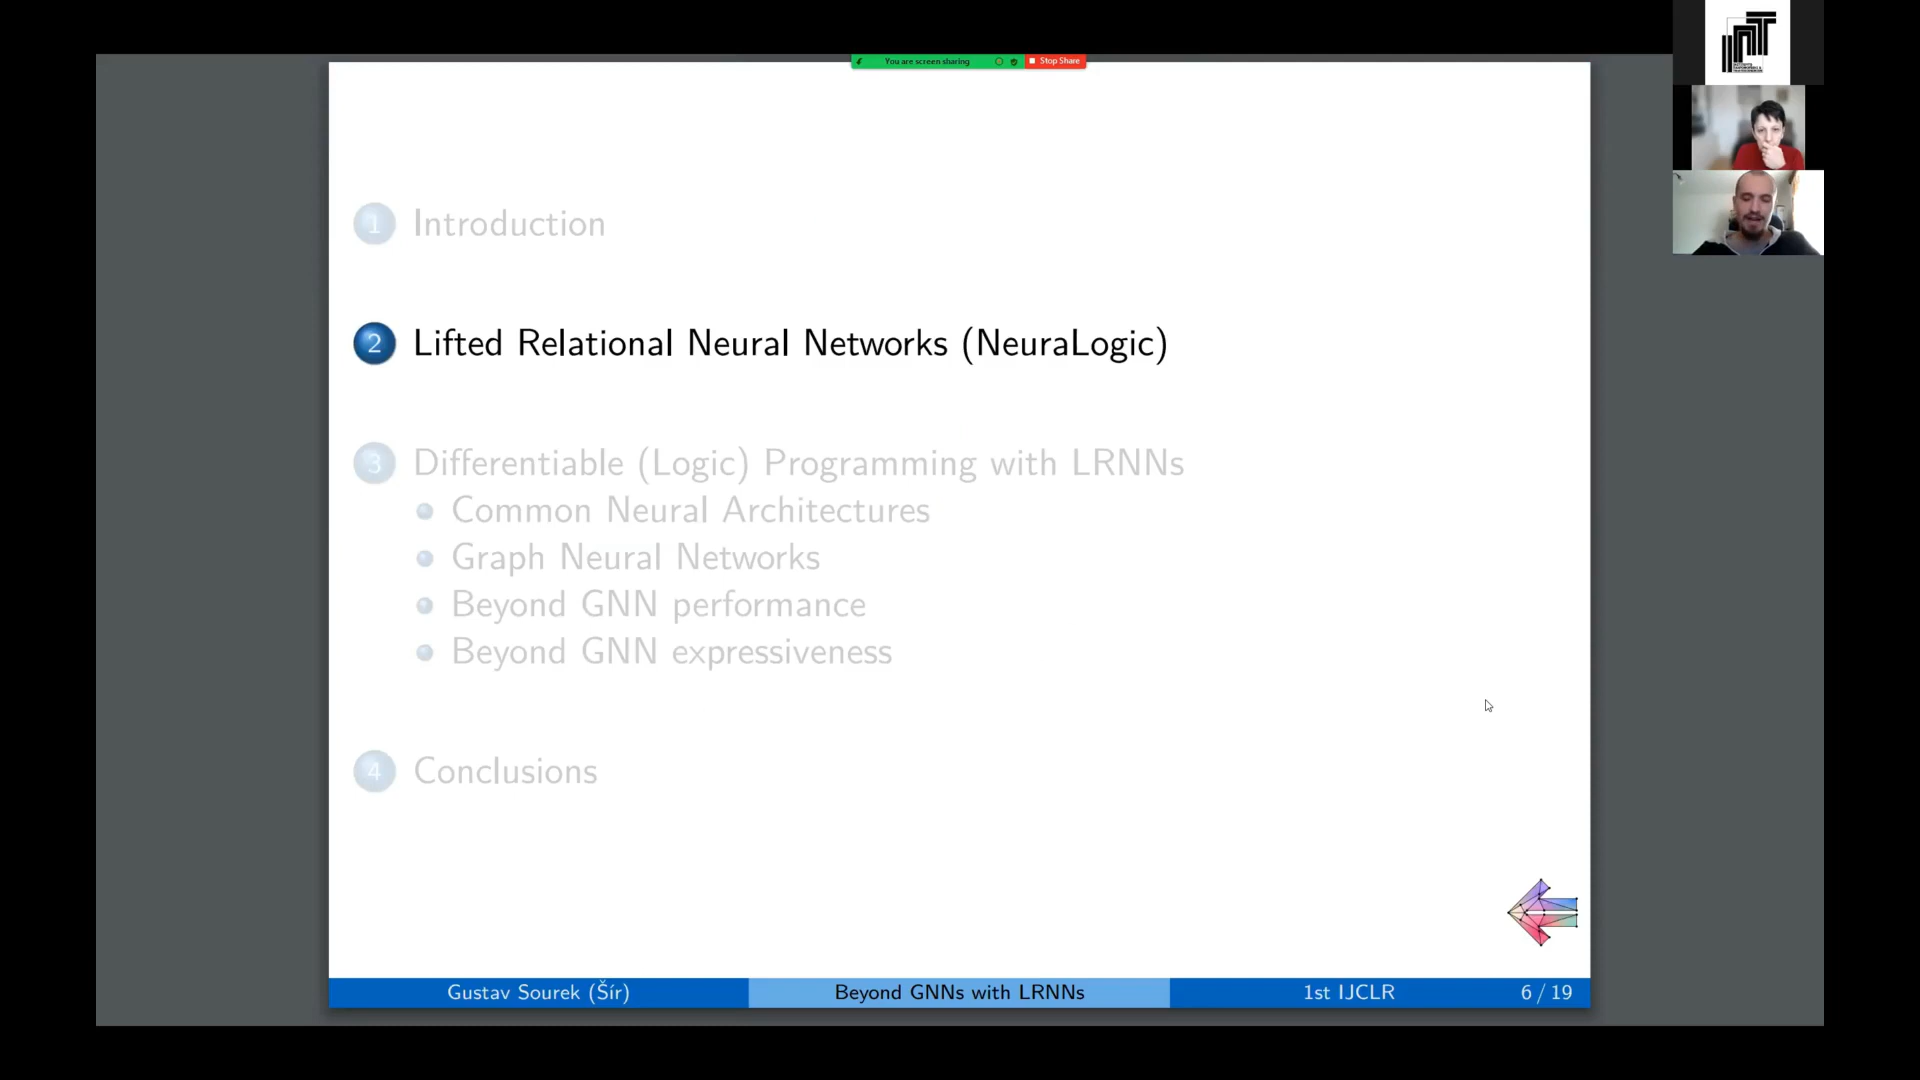 You are screen sharing
Stop Share
1 Introduction
2 Lifted Relational Neural Networks (NeuraLogic)
3 Differentiable (Logic) Programming with LRNNs
Common Neural Architectures
Graph Neural Networks
Beyond GNN performance
Beyond GNN expressiveness
4 Conclusions
Gustav Sourek (Šír) Beyond GNNs with LRNNs 1st IJCLR 6 / 19